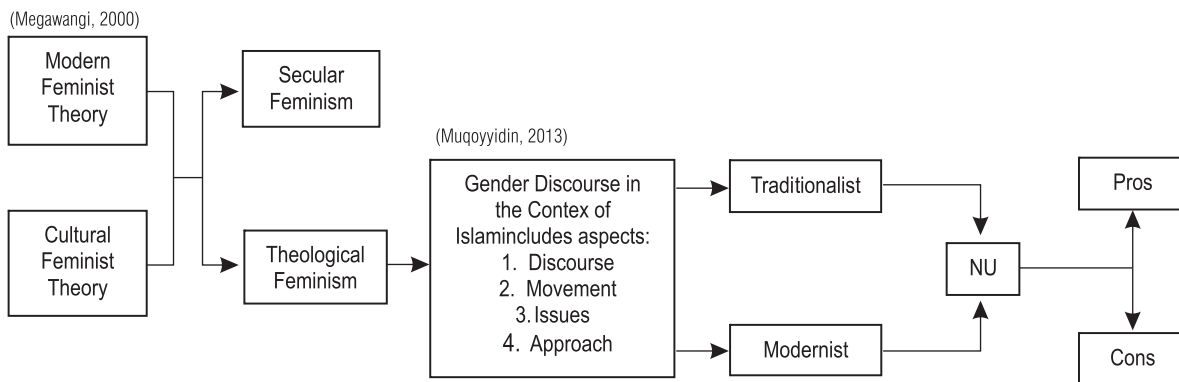 (Megawangi, 2000)
Modern
Feminist
Theory
Cultural
Feminist
Theory
Secular
Feminism
Theological
Feminism
(Muqoyyidin, 2013)
Gender Discourse in
the Contex of
Islamincludes aspects:
1. Discourse
2. Movement
3. Issues
4. Approach
Traditionalist
Modernist
NU
Pros
Cons